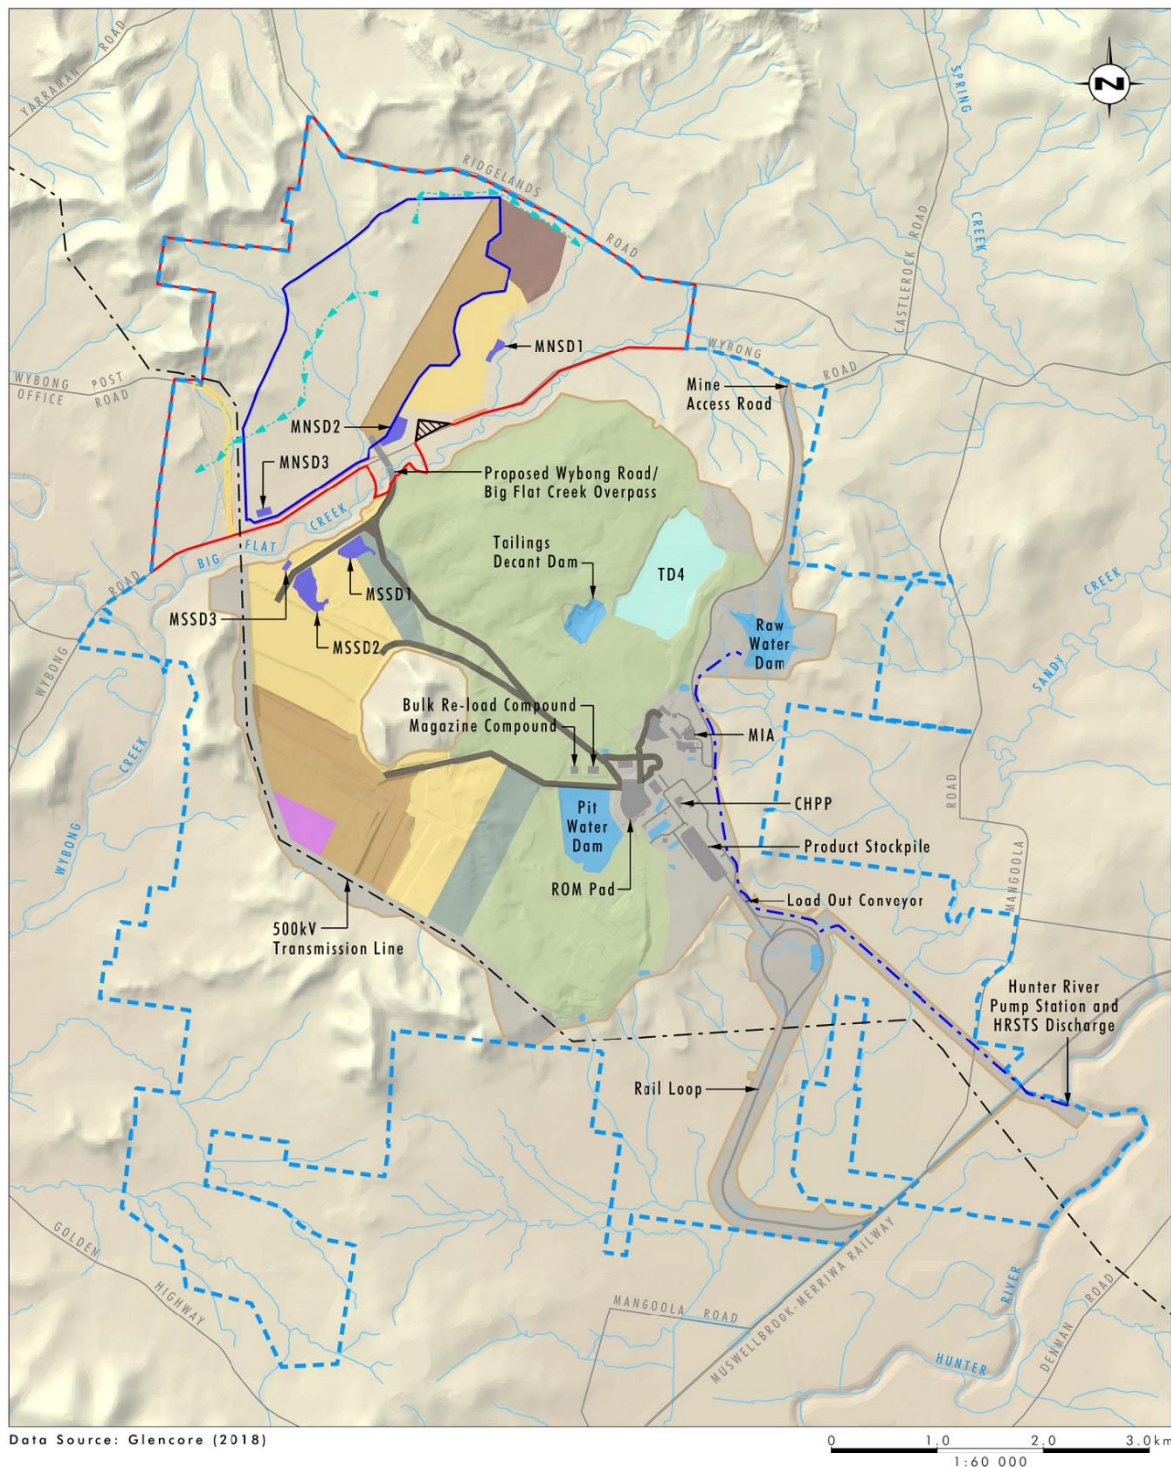 YARRAMAN ROAD
SPRING
CREEK
N
RIDGELANDS
ROAD
CASTLEROCK ROAD
WYBONG
ROAD
MNSD1
Mine
Access Road
WYBONG POST
OFFICE ROAD
MNSD2
MNSD3
Proposed Wybong Road/
Big Flat Creek Overpass
BIG FLAT CREEK
Tailings
Decant Dam
TD4
ROAD
WYBONG
MSSD1
MSSD3
MSSD2
Raw
Water
Dam
SANDY
CREEK
Bulk Re-load Compound
Magazine Compound
MIA
CREEK
WYBONG
Pit
Water
Dam
CHPP
ROAD
MANGOOLA
Product Stockpile
ROM Pad
Load Out Conveyor
500kV
Transmission Line
Hunter River
Pump Station and
HRSTS Discharge
Rail Loop
GOLDEN
HIGHWAY
MUSWELLBROOK-MERRIWA RAILWAY
MANGOOLA ROAD
RIVER
HUNTER
DENMAN ROAD
Data Source: Glencore (2018)
0 1.0 2.0 3.0km
1:60 000